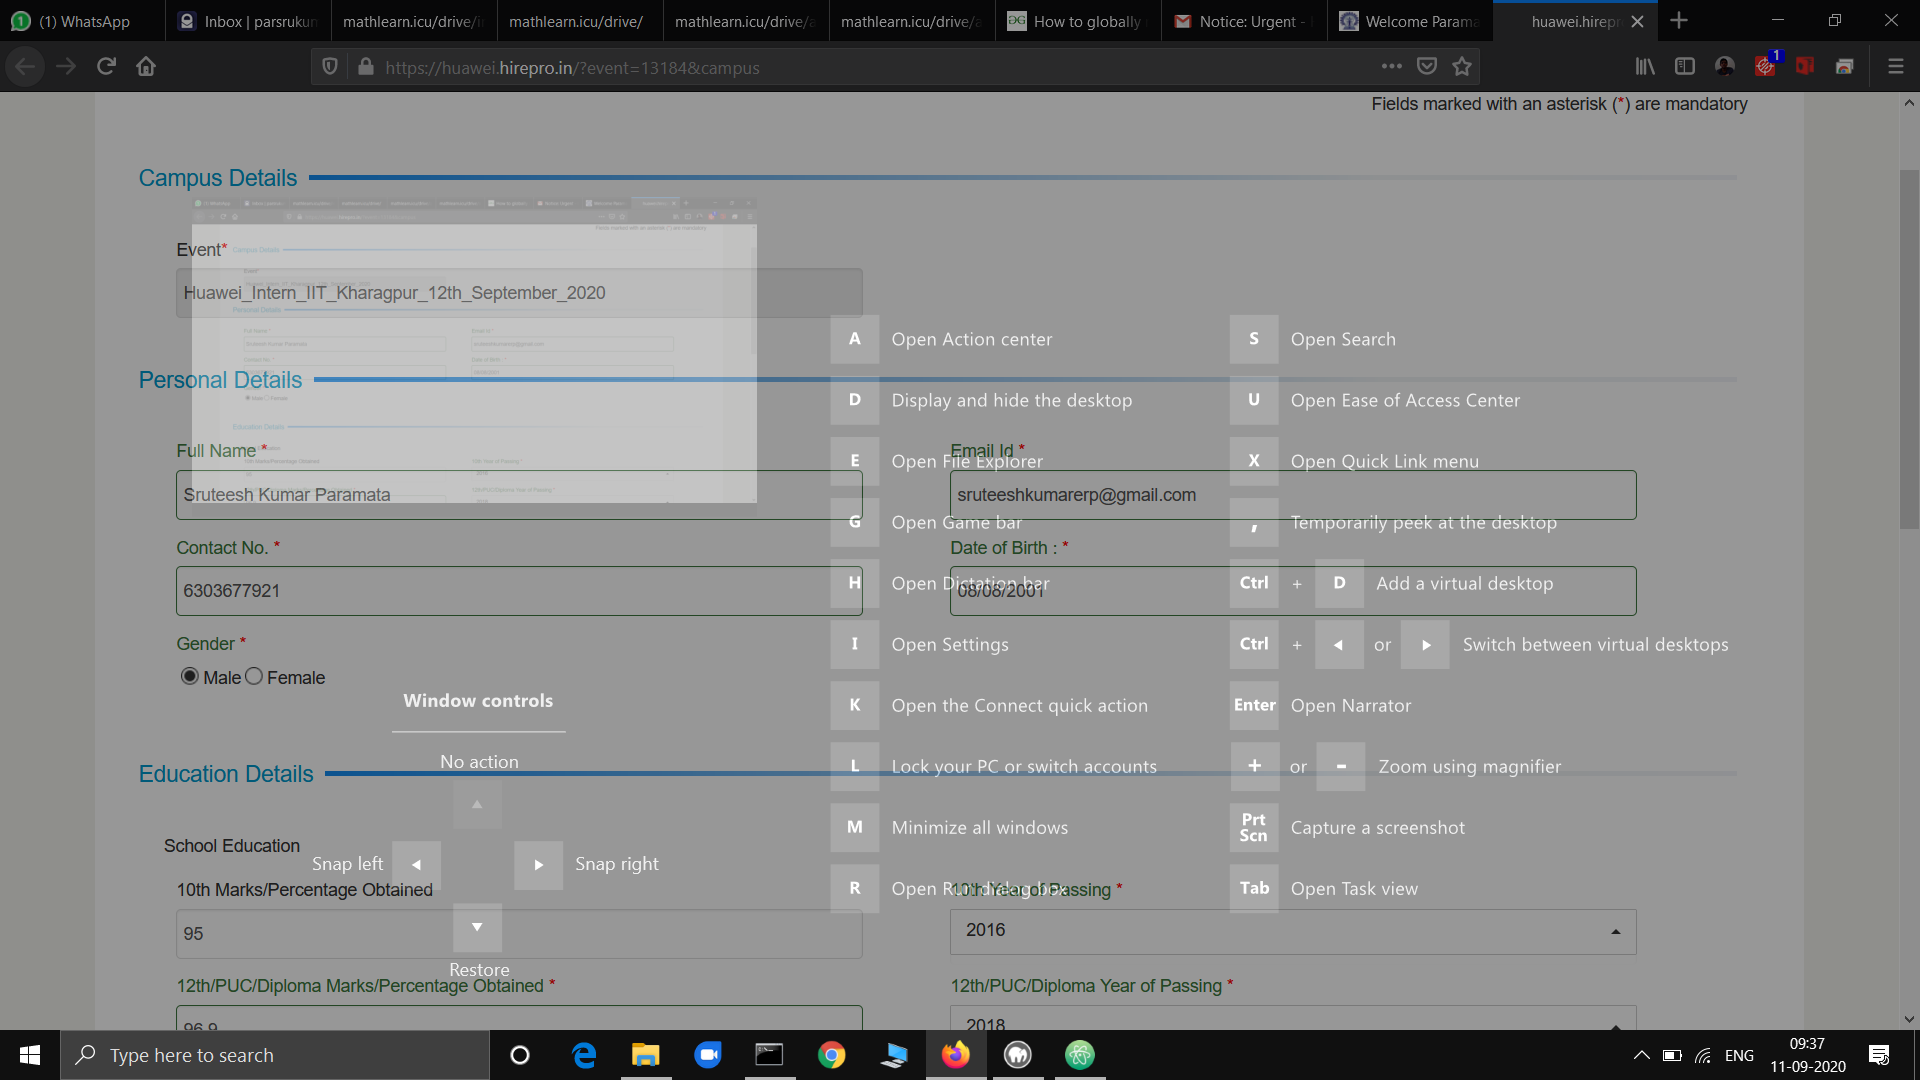 (1) WhatsApp
Inbox | parsrukum
mathlearn.icu/drive/i
mathlearn.icu/drive/
mathlearn.icu/drive/a
mathlearn.icu/drive/a
How to globally
Notice: Urgent -
Welcome Parama
huawei.hirepr
https://huawei.hirepro.in/?event=13184&campus
1
Fields marked with an asterisk (*) are mandatory
Campus Details
Event*
Huawei_Intern_IIT_Kharagpur_12th_September_2020
Personal Details
Full Name *
Sruteesh Kumar Paramata
Email Id *
sruteeshkumarerp@gmail.com
Contact No. *
6303677921
Date of Birth : *
08/08/2001
Gender *
Male Female
Education Details
School Education
10th Marks/Percentage Obtained
95
10th Year of Passing *
2016
12th/PUC/Diploma Marks/Percentage Obtained *
96.9
12th/PUC/Diploma Year of Passing *
2018
Window controls
No action
Snap left
Snap right
Restore
A Open Action center
D Display and hide the desktop
E Open File Explorer
G Open Game bar
H Open Dictation bar
I Open Settings
K Open the Connect quick action
L Lock your PC or switch accounts
M Minimize all windows
R Open Run dialog box
S Open Search
U Open Ease of Access Center
X Open Quick Link menu
, Temporarily peek at the desktop
Ctrl + D Add a virtual desktop
Ctrl + or Switch between virtual desktops
Enter Open Narrator
+ or - Zoom using magnifier
Prt Scn Capture a screenshot
Tab Open Task view
Type here to search
ENG
09:37
11-09-2020